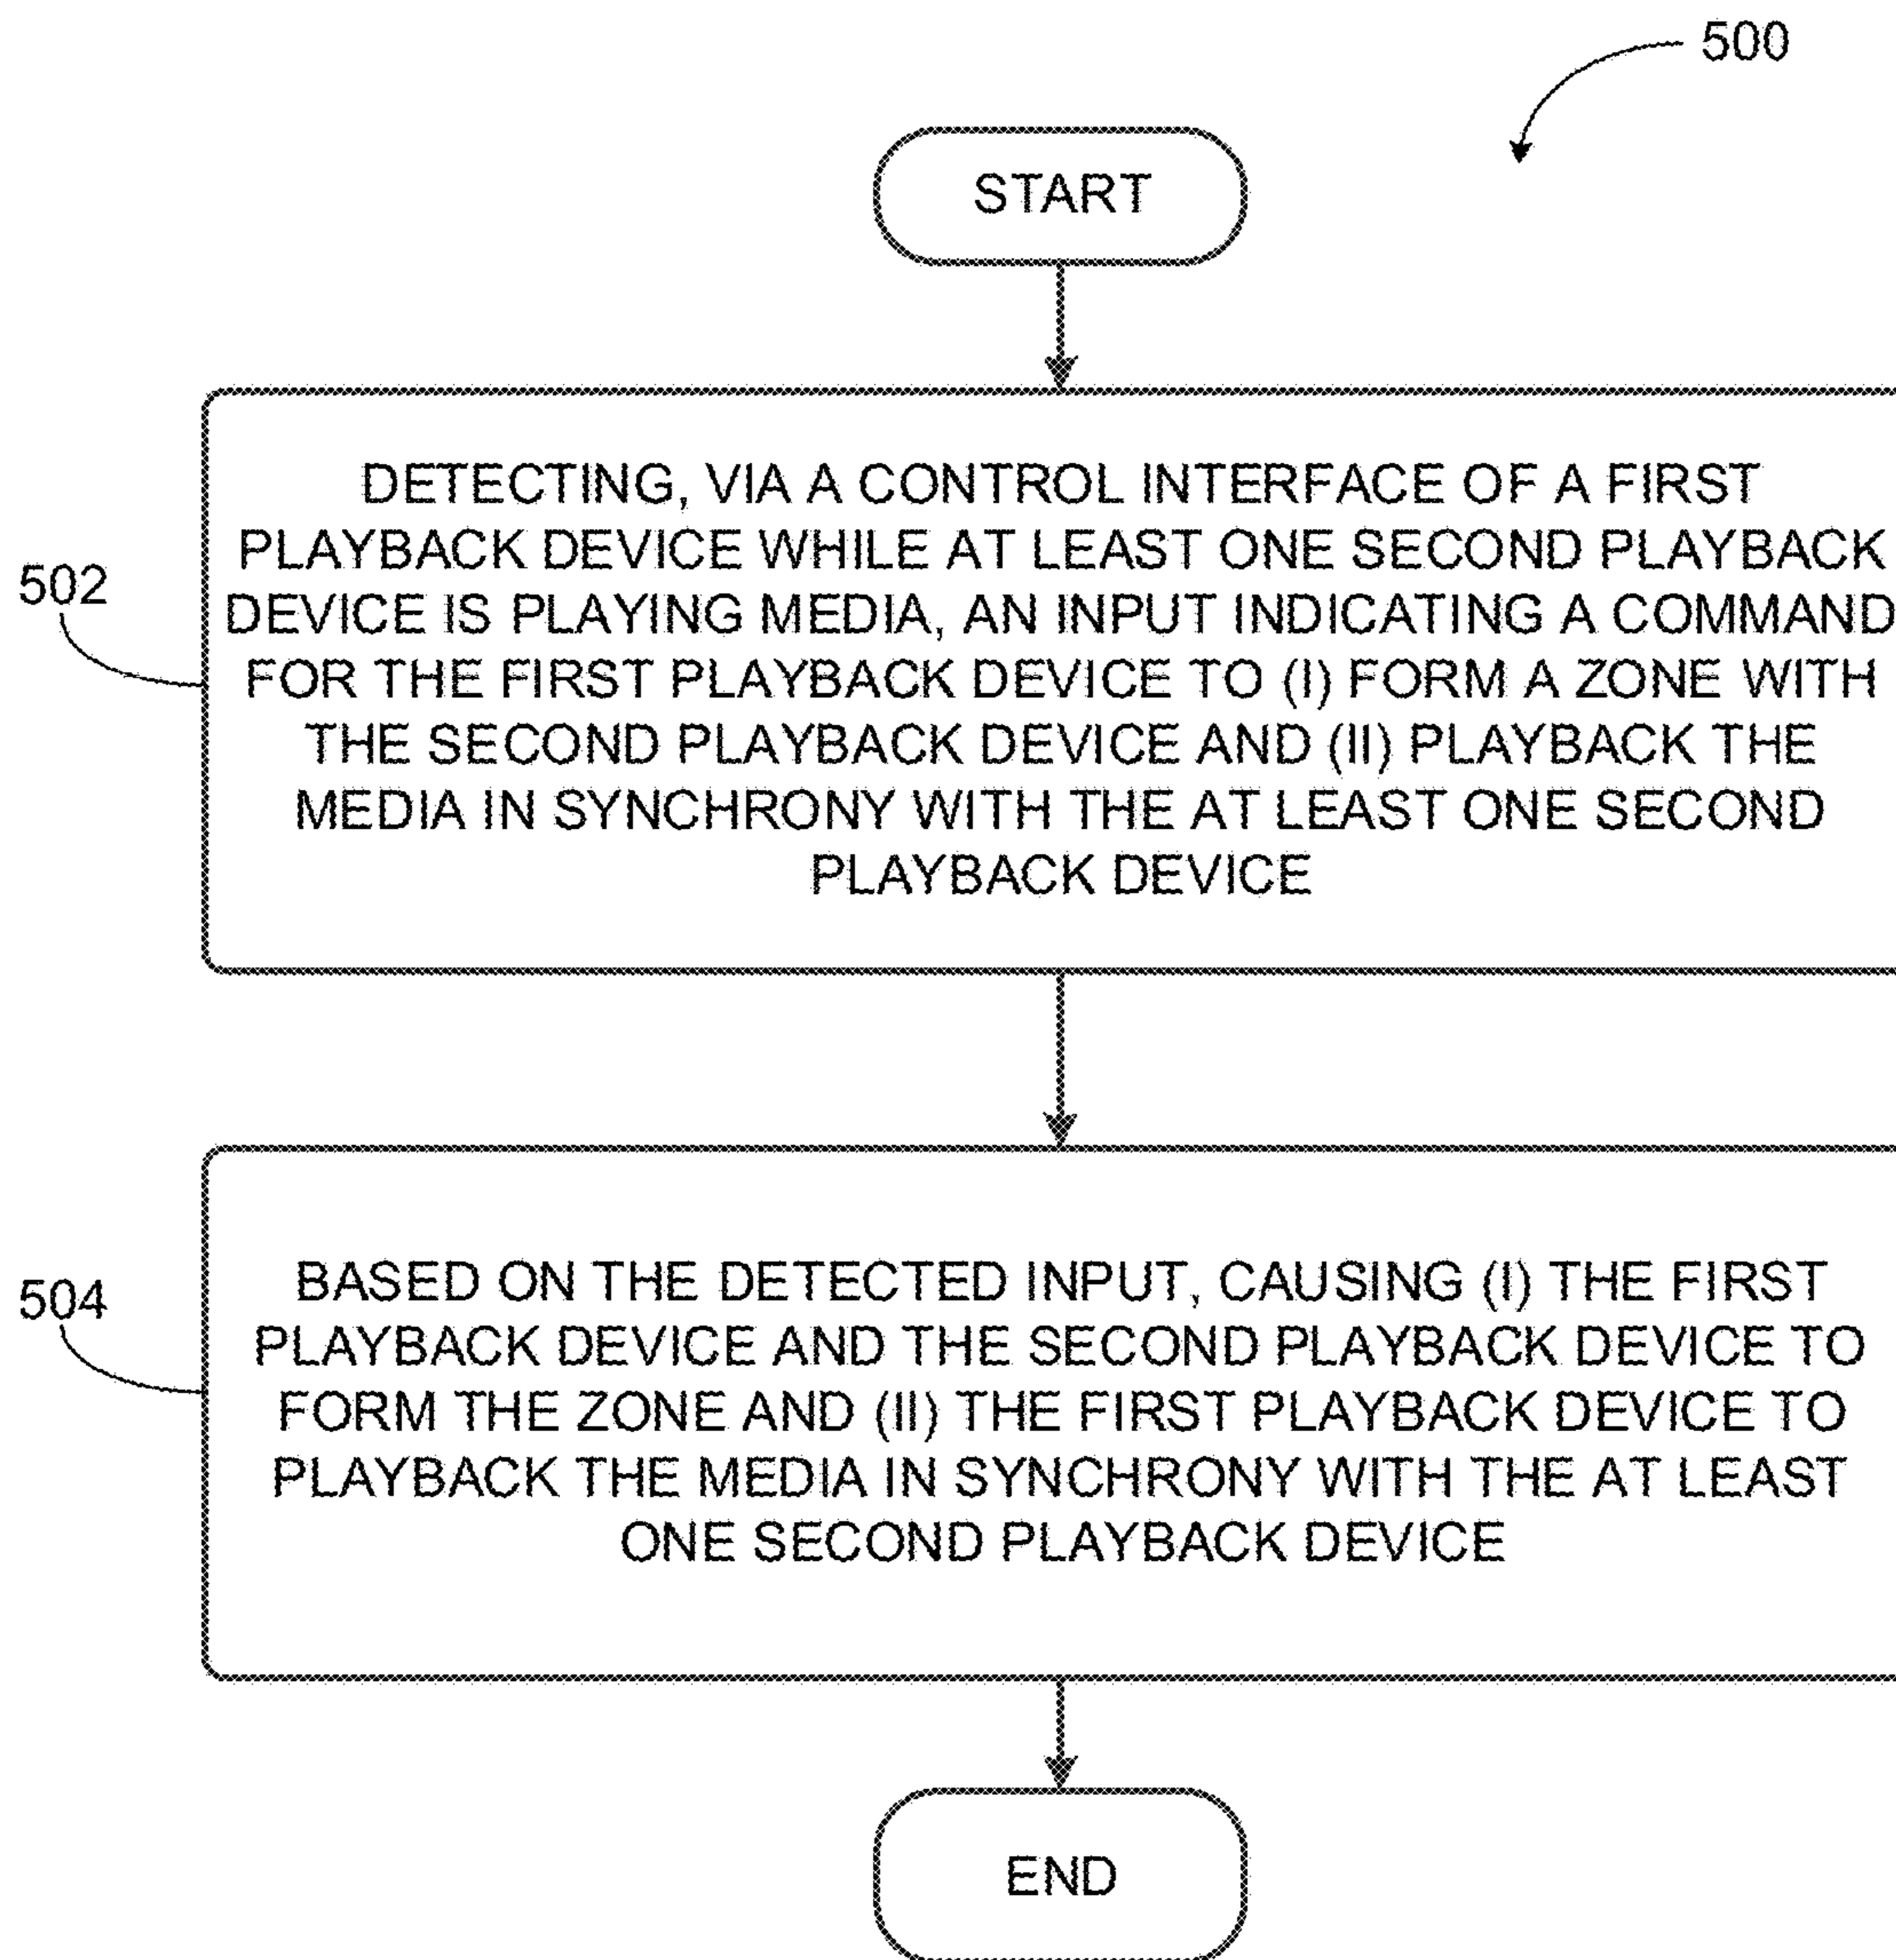 500
START
502
DETECTING, VIA A CONTROL INTERFACE OF A FIRST
PLAYBACK DEVICE WHILE AT LEAST ONE SECOND PLAYBACK
DEVICE IS PLAYING MEDIA, AN INPUT INDICATING A COMMAND
FOR THE FIRST PLAYBACK DEVICE TO (I) FORM A ZONE WITH
THE SECOND PLAYBACK DEVICE AND (II) PLAYBACK THE
MEDIA IN SYNCHRONY WITH THE AT LEAST ONE SECOND
PLAYBACK DEVICE
504
BASED ON THE DETECTED INPUT, CAUSING (I) THE FIRST
PLAYBACK DEVICE AND THE SECOND PLAYBACK DEVICE TO
FORM THE ZONE AND (II) THE FIRST PLAYBACK DEVICE TO
PLAYBACK THE MEDIA IN SYNCHRONY WITH THE AT LEAST
ONE SECOND PLAYBACK DEVICE
END